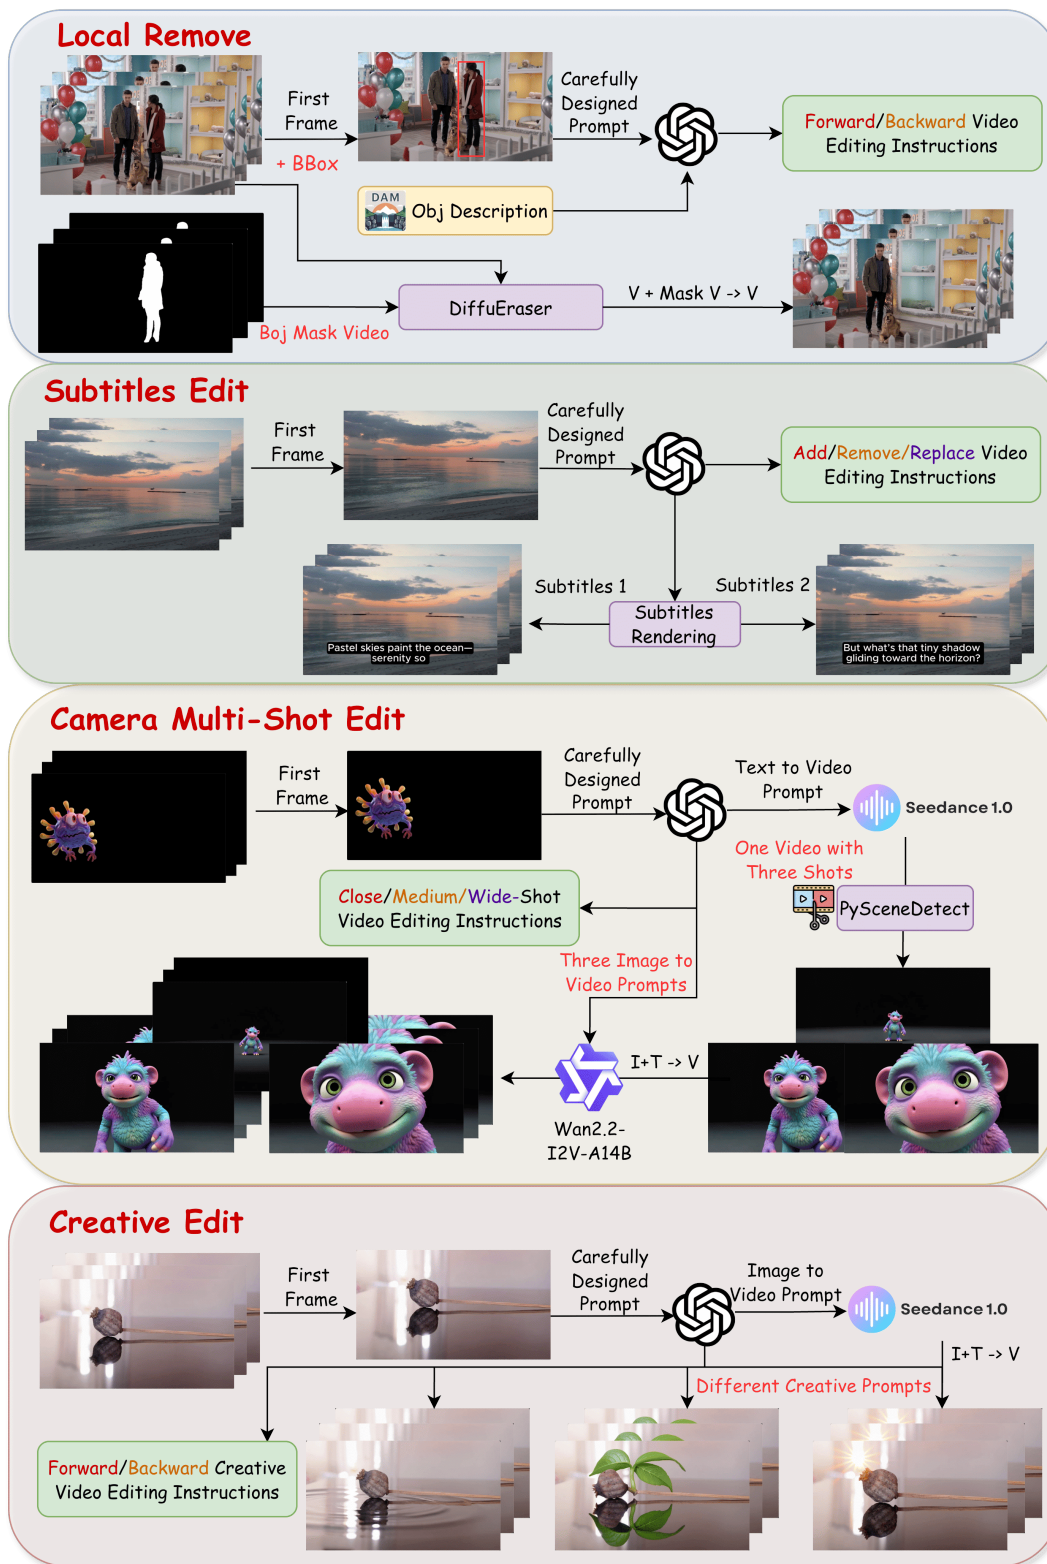 Local Remove
First
Frame
+ BBox
Carefully
Designed
Prompt
Forward/Backward Video
Editing Instructions
DAM
Obj Description
Boj Mask Video
DiffuEraser
V + Mask V -> V
Subtitles Edit
First
Frame
Carefully
Designed
Prompt
Add/Remove/Replace Video
Editing Instructions
Subtitles 1
Subtitles
Rendering
Subtitles 2
Pastel skies paint the ocean—
serenity so
But what's that tiny shadow
gliding toward the horizon?
Camera Multi-Shot Edit
First
Frame
Carefully
Designed
Prompt
Text to Video
Prompt
Seedance 1.0
One Video with
Three Shots
PySceneDetect
Close/Medium/Wide-Shot
Video Editing Instructions
Three Image to
Video Prompts
I+T -> V
Wan2.2-
I2V-A14B
Creative Edit
First
Frame
Carefully
Designed
Prompt
Image to
Video Prompt
Seedance 1.0
I+T -> V
Different Creative Prompts
Forward/Backward Creative
Video Editing Instructions